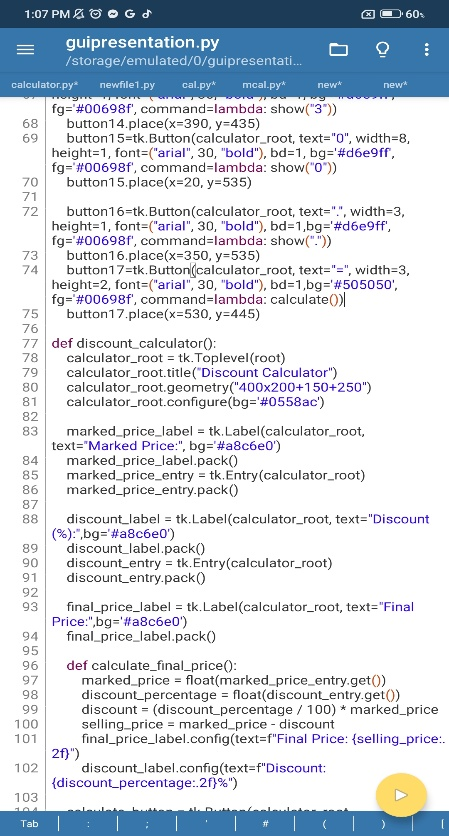 1:07 PM
60%
guipresentation.py
/storage/emulated/0/guipresentati...
calculator.py* newfile1.py cal.py* mcal.py* new* new*
fg='#00698f', command=lambda: show("3"))
68 button14.place(x=390, y=435)
69 button15=tk.Button(calculator_root, text="0", width=8,
height=1, font=("arial", 30, "bold"), bd=1, bg='#d6e9ff',
fg='#00698f', command=lambda: show("0"))
70 button15.place(x=20, y=535)
71
72 button16=tk.Button(calculator_root, text=".", width=3,
height=1, font=("arial", 30, "bold"), bd=1,bg='#d6e9ff',
fg='#00698f', command=lambda: show("."))
73 button16.place(x=350, y=535)
74 button17=tk.Button(calculator_root, text="=", width=3,
height=2, font=("arial", 30, "bold"), bd=1,bg='#505050',
fg='#00698f', command=lambda: calculate())
75 button17.place(x=530, y=445)
76
77 def discount_calculator():
78 calculator_root = tk.Toplevel(root)
79 calculator_root.title("Discount Calculator")
80 calculator_root.geometry("400x200+150+250")
81 calculator_root.configure(bg='#0558ac')
82
83 marked_price_label = tk.Label(calculator_root,
text="Marked Price:", bg='#a8c6e0')
84 marked_price_label.pack()
85 marked_price_entry = tk.Entry(calculator_root)
86 marked_price_entry.pack()
87
88 discount_label = tk.Label(calculator_root, text="Discount
(%):",bg='#a8c6e0')
89 discount_label.pack()
90 discount_entry = tk.Entry(calculator_root)
91 discount_entry.pack()
92
93 final_price_label = tk.Label(calculator_root, text="Final
Price:",bg='#a8c6e0')
94 final_price_label.pack()
95
96 def calculate_final_price():
97 marked_price = float(marked_price_entry.get())
98 discount_percentage = float(discount_entry.get())
99 discount = (discount_percentage / 100) * marked_price
100 selling_price = marked_price - discount
101 final_price_label.config(text=f"Final Price: {selling_price:.
2f}")
102 discount_label.config(text=f"Discount:
{discount_percentage:.2f}%")
103
Tab : ; ' # ( ) [